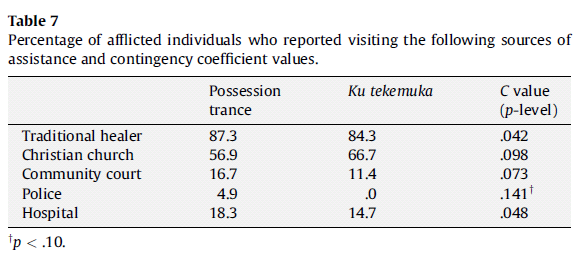 Table 7
Percentage of afflicted individuals who reported visiting the following sources of
assistance and contingency coefficient values.
Possession trance Ku tekemuka C value (p-level)
Traditional healer 87.3 84.3 .042
Christian church 56.9 66.7 .098
Community court 16.7 11.4 .073
Police 4.9 .0 .141†
Hospital 18.3 14.7 .048
†p < .10.